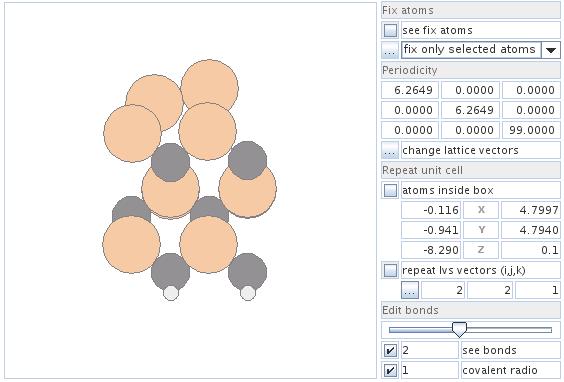 Fix atoms
see fix atoms
... fix only selected atoms
Periodicity
6.2649 0.0000 0.0000
0.0000 6.2649 0.0000
0.0000 0.0000 99.0000
... change lattice vectors
Repeat unit cell
atoms inside box
-0.116 X 4.7997
-0.941 Y 4.7940
-8.290 Z 0.1
repeat lvs vectors (i,j,k)
... 2 2 1
Edit bonds
2 see bonds
1 covalent radio